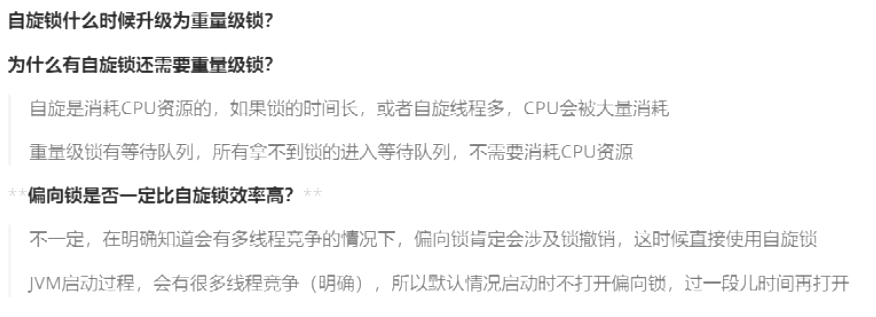 自旋锁什么时候升级为重量级锁？
为什么有自旋锁还需要重量级锁？
自旋是消耗CPU资源的，如果锁的时间长，或者自旋线程多，CPU会被大量消耗
重量级锁有等待队列，所有拿不到锁的进入等待队列，不需要消耗CPU资源
**偏向锁是否一定比自旋锁效率高？**
不一定，在明确知道会有多线程竞争的情况下，偏向锁肯定会涉及锁撤销，这时候直接使用自旋锁
JVM启动过程，会有很多线程竞争（明确），所以默认情况启动时不打开偏向锁，过一段儿时间再打开